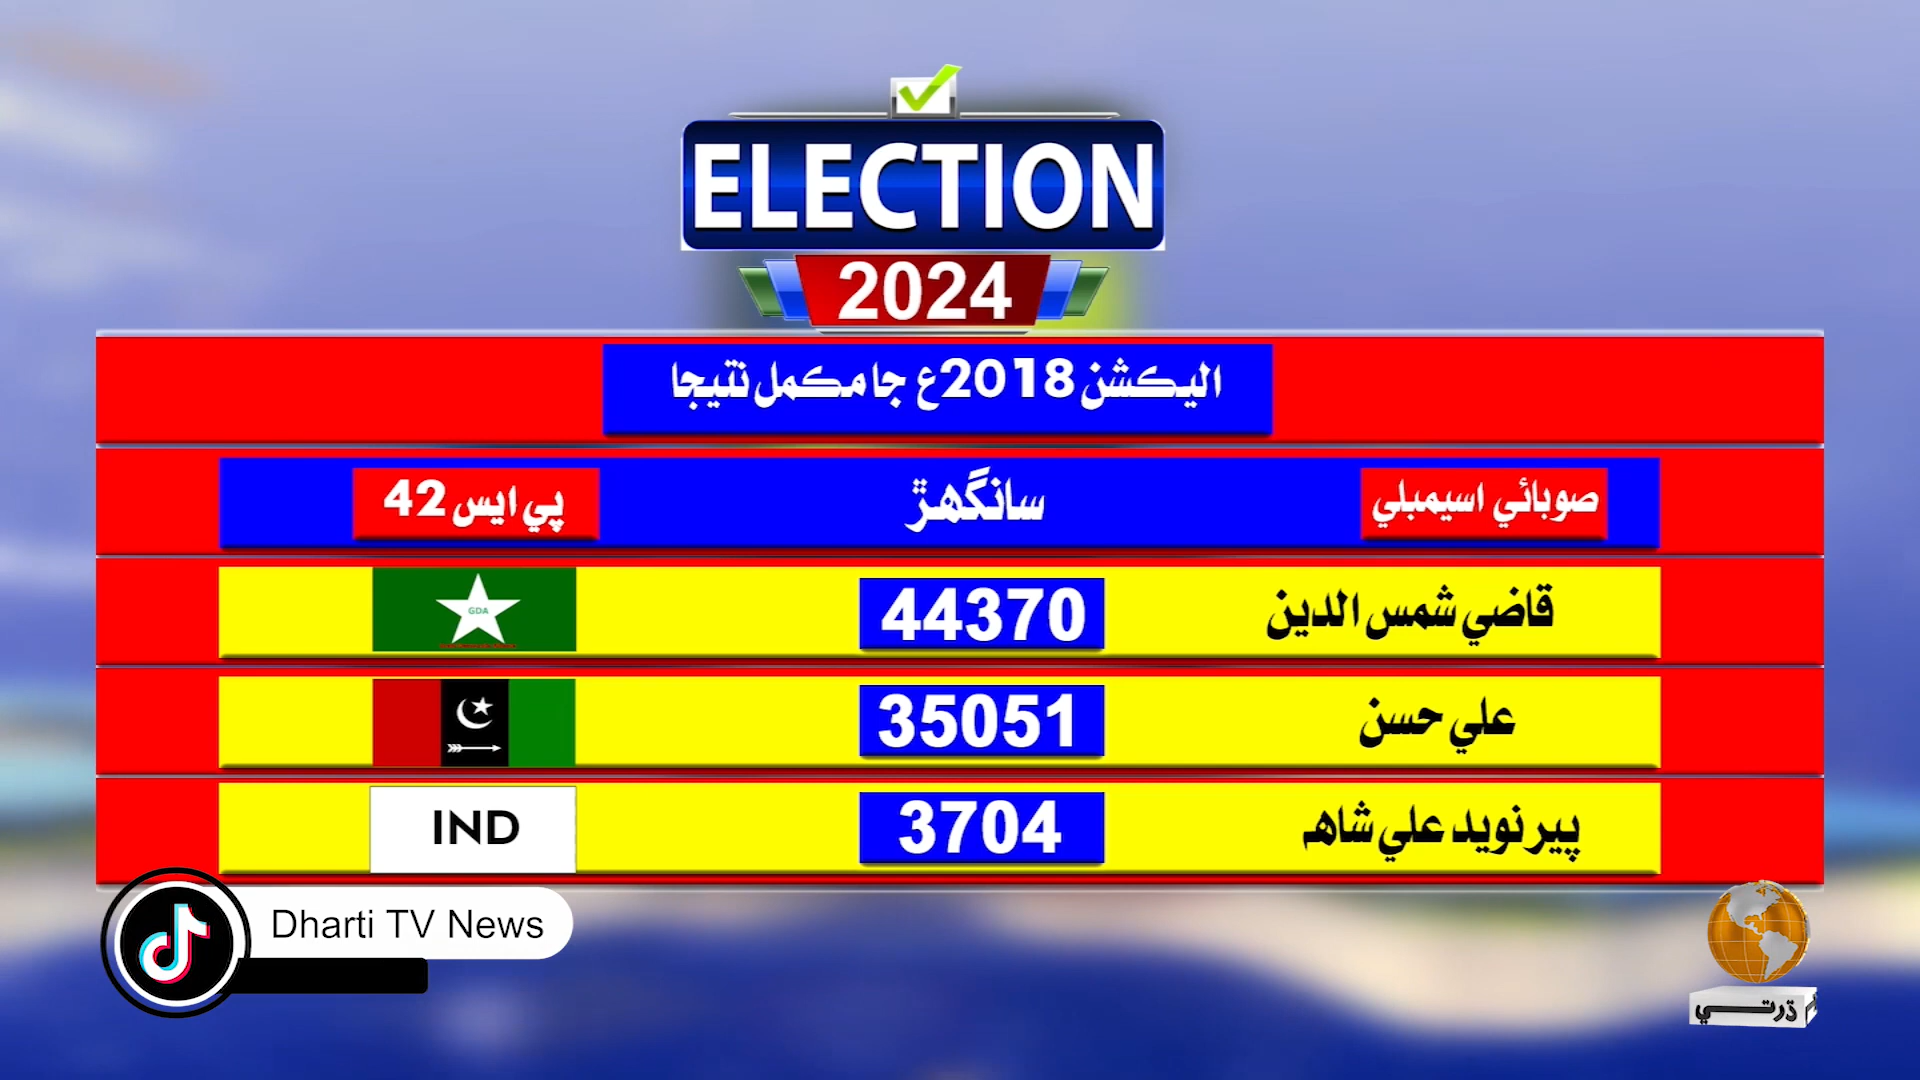 ELECTION
2024
اليڪشن 2018ع جا مڪمل نتيجا
صوبائي اسيمبلي سانگهڙ پي ايس 42
قاضي شمس الدين 44370 GDA
علي حسن 35051
پير نويد علي شاهه 3704 IND
Dharti TV News
ڌرتي